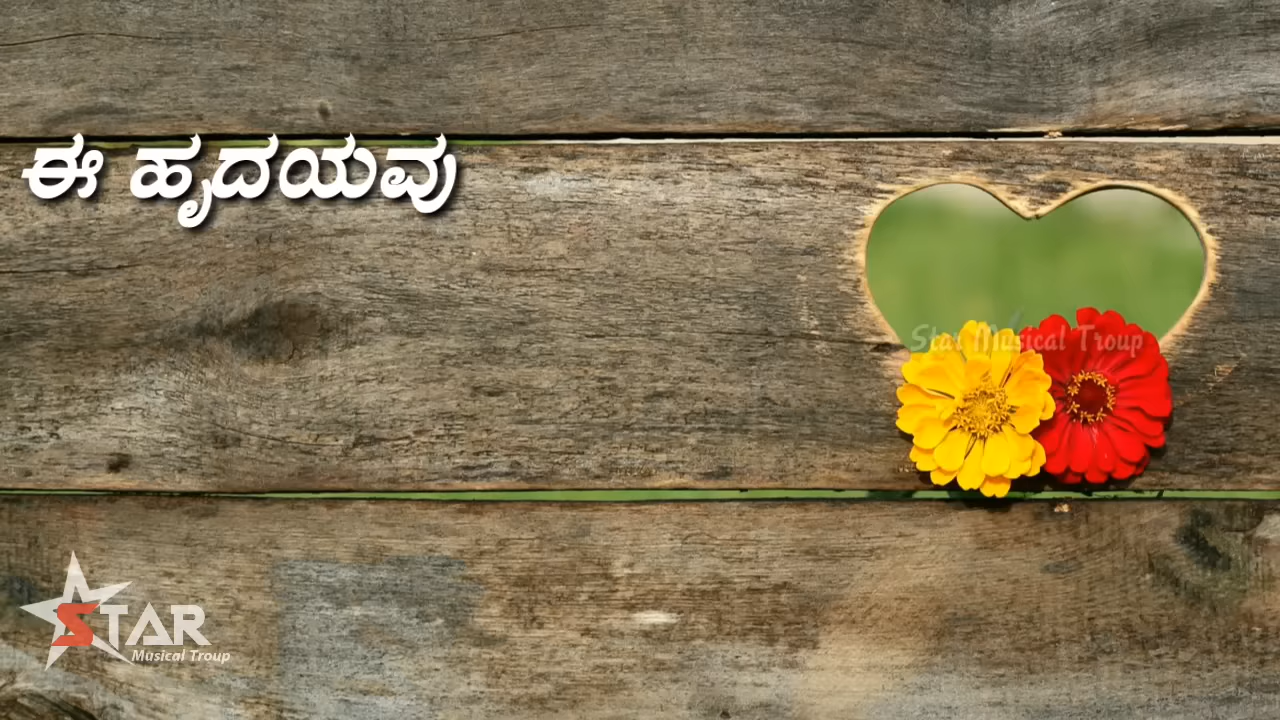 ಈ ಹೃದಯವು
Star Musical Troup
STAR
Musical Troup